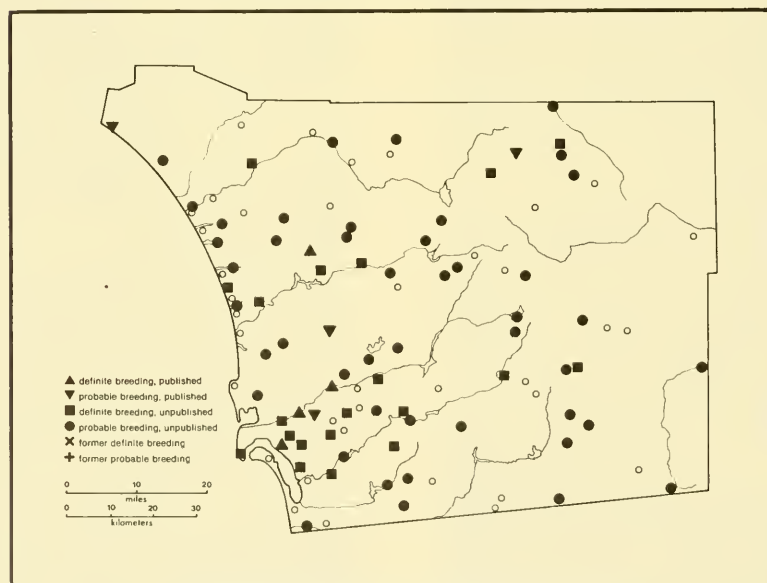 definite breeding, published
probable breeding, published
definite breeding, unpublished
probable breeding, unpublished
former definite breeding
former probable breeding
0 10 20
miles
0 10 20 30
kilometers